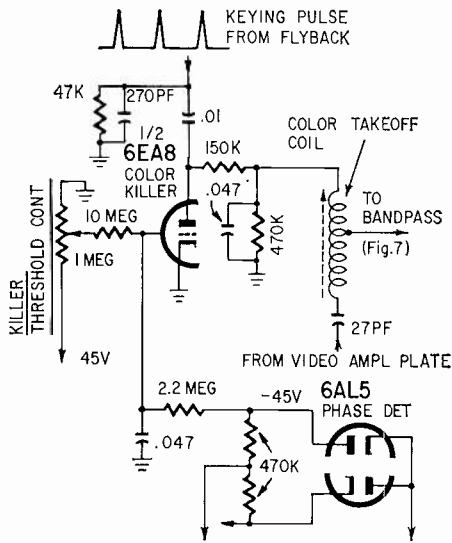 KEYING PULSE
FROM FLYBACK
47K
270PF
.01
1/2
6EA8
COLOR
KILLER
150K
COLOR TAKEOFF
COIL
.047
470K
TO
BANDPASS
(Fig.7)
10 MEG
1 MEG
KILLER
THRESHOLD CONT
45V
27PF
FROM VIDEO AMPL PLATE
2.2 MEG
-45V
6AL5
PHASE DET
.047
470K